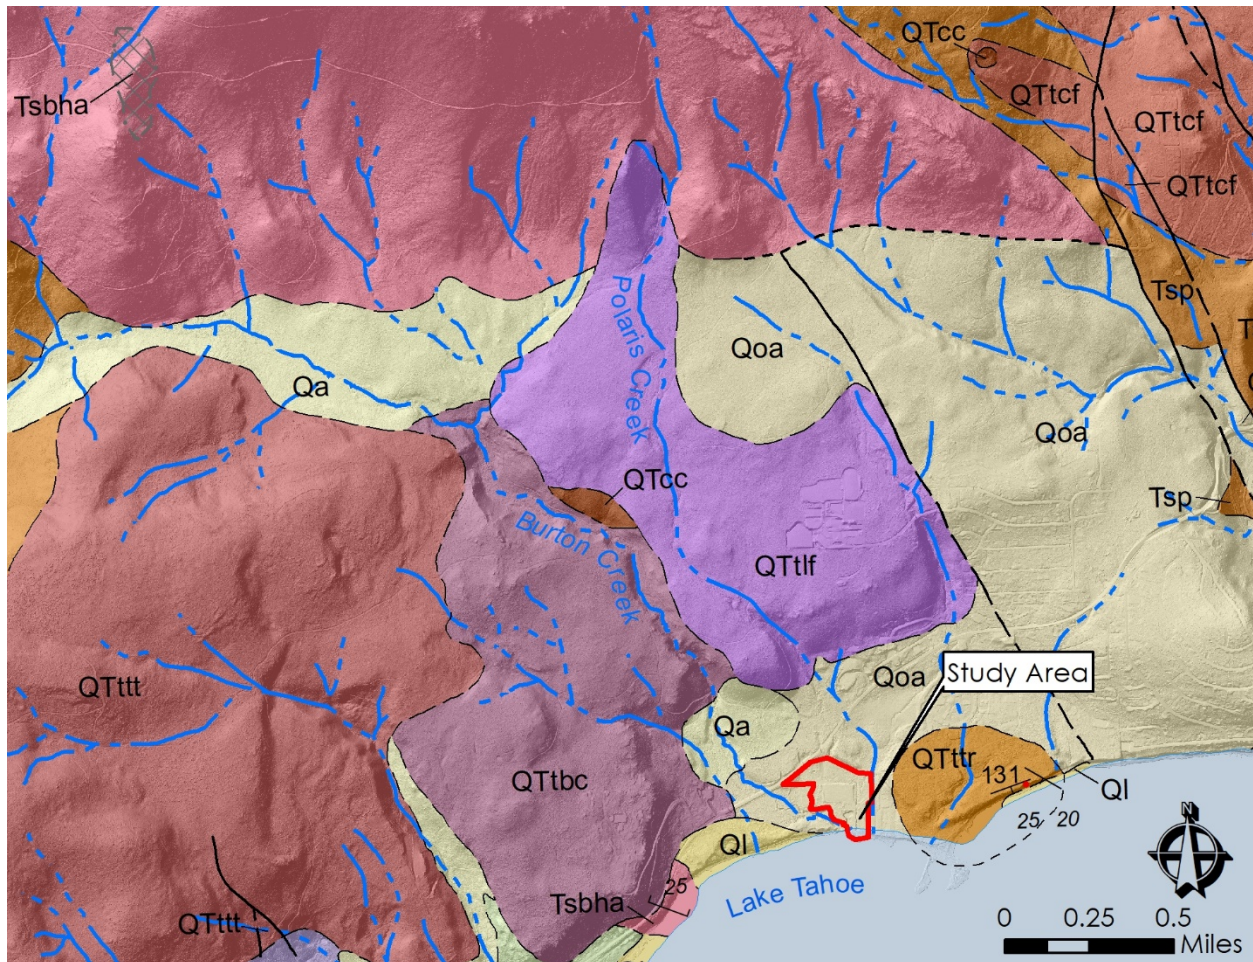 QTcc
Tsbha
QTtcf
QTtcf
QTtcf
Tsp
T
Polaris Creek
Qoa
Qa
Q
Qoa
QTcc
Tsp
Burton Creek
QTtlf
Qoa
Study Area
QTttt
Qa
QTttr
131
Ql
QTtbc
25
20
Ql
N
25
Tsbha
Lake Tahoe
QTttt
0 0.25 0.5
Miles